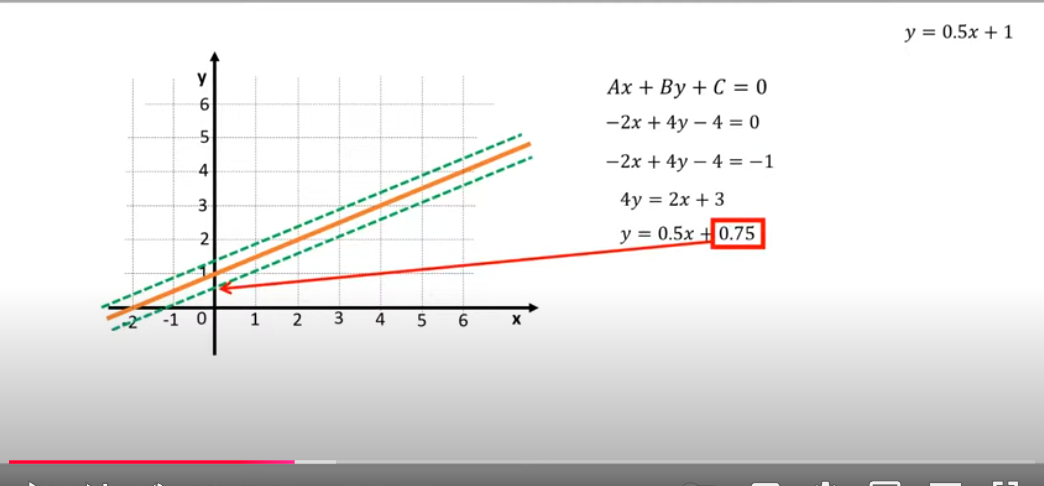 y = 0.5x + 1
y
6
5
4
3
2
1
-2 -1 0 1 2 3 4 5 6 x
Ax + By + C = 0
−2x + 4y − 4 = 0
−2x + 4y − 4 = −1
4y = 2x + 3
y = 0.5x + 0.75